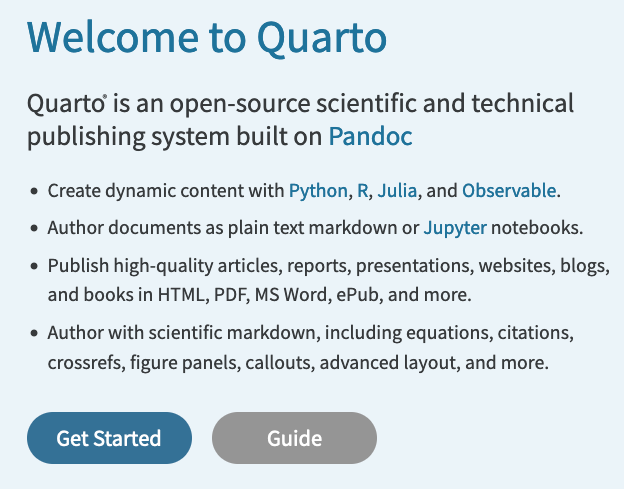 Welcome to Quarto
Quarto® is an open-source scientific and technical
publishing system built on Pandoc
• Create dynamic content with Python, R, Julia, and Observable.
• Author documents as plain text markdown or Jupyter notebooks.
• Publish high-quality articles, reports, presentations, websites, blogs,
and books in HTML, PDF, MS Word, ePub, and more.
• Author with scientific markdown, including equations, citations,
crossrefs, figure panels, callouts, advanced layout, and more.
Get Started
Guide